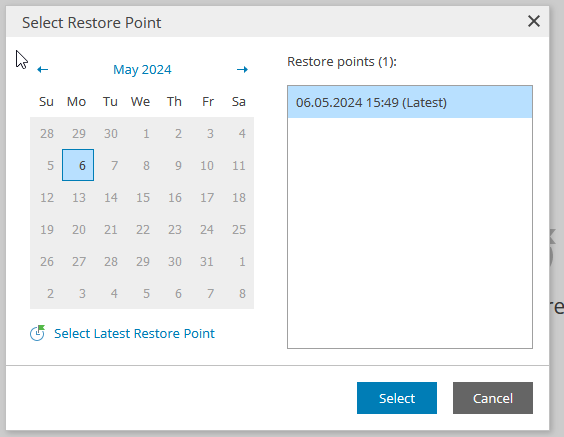 Select Restore Point
May 2024
Su Mo Tu We Th Fr Sa
28 29 30 1 2 3 4
5 6 7 8 9 10 11
12 13 14 15 16 17 18
19 20 21 22 23 24 25
26 27 28 29 30 31 1
2 3 4 5 6 7 8
Select Latest Restore Point
Restore points (1):
06.05.2024 15:49 (Latest)
Select
Cancel